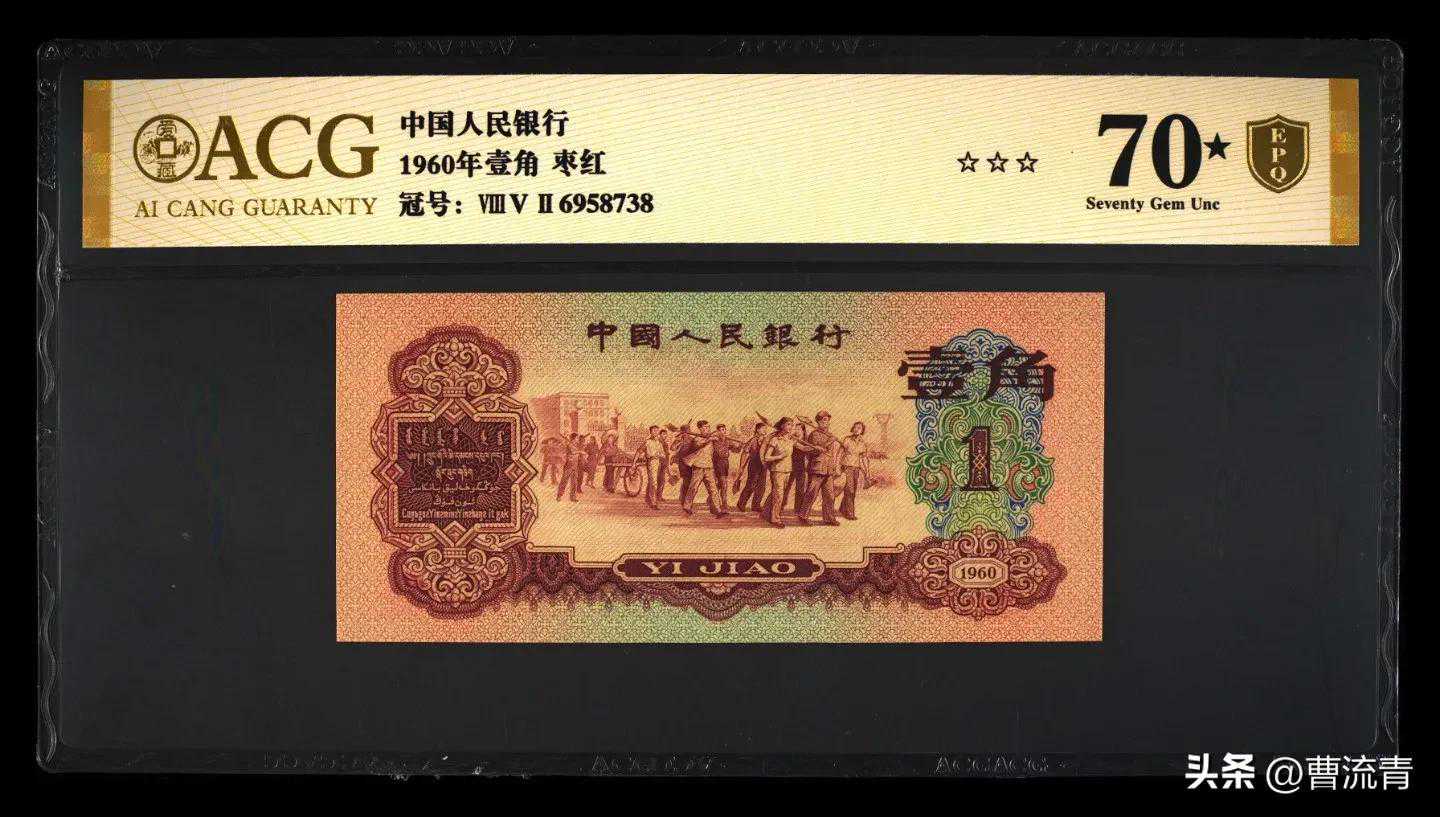 ACG
AI CANG GUARANTY
中国人民银行
1960年壹角 枣红
冠号：ⅧⅤⅡ6958738
☆☆☆
70★
Seventy Gem Unc
EPQ
中國人民銀行
壹角
1
YI JIAO
1960
头条 @曹流青